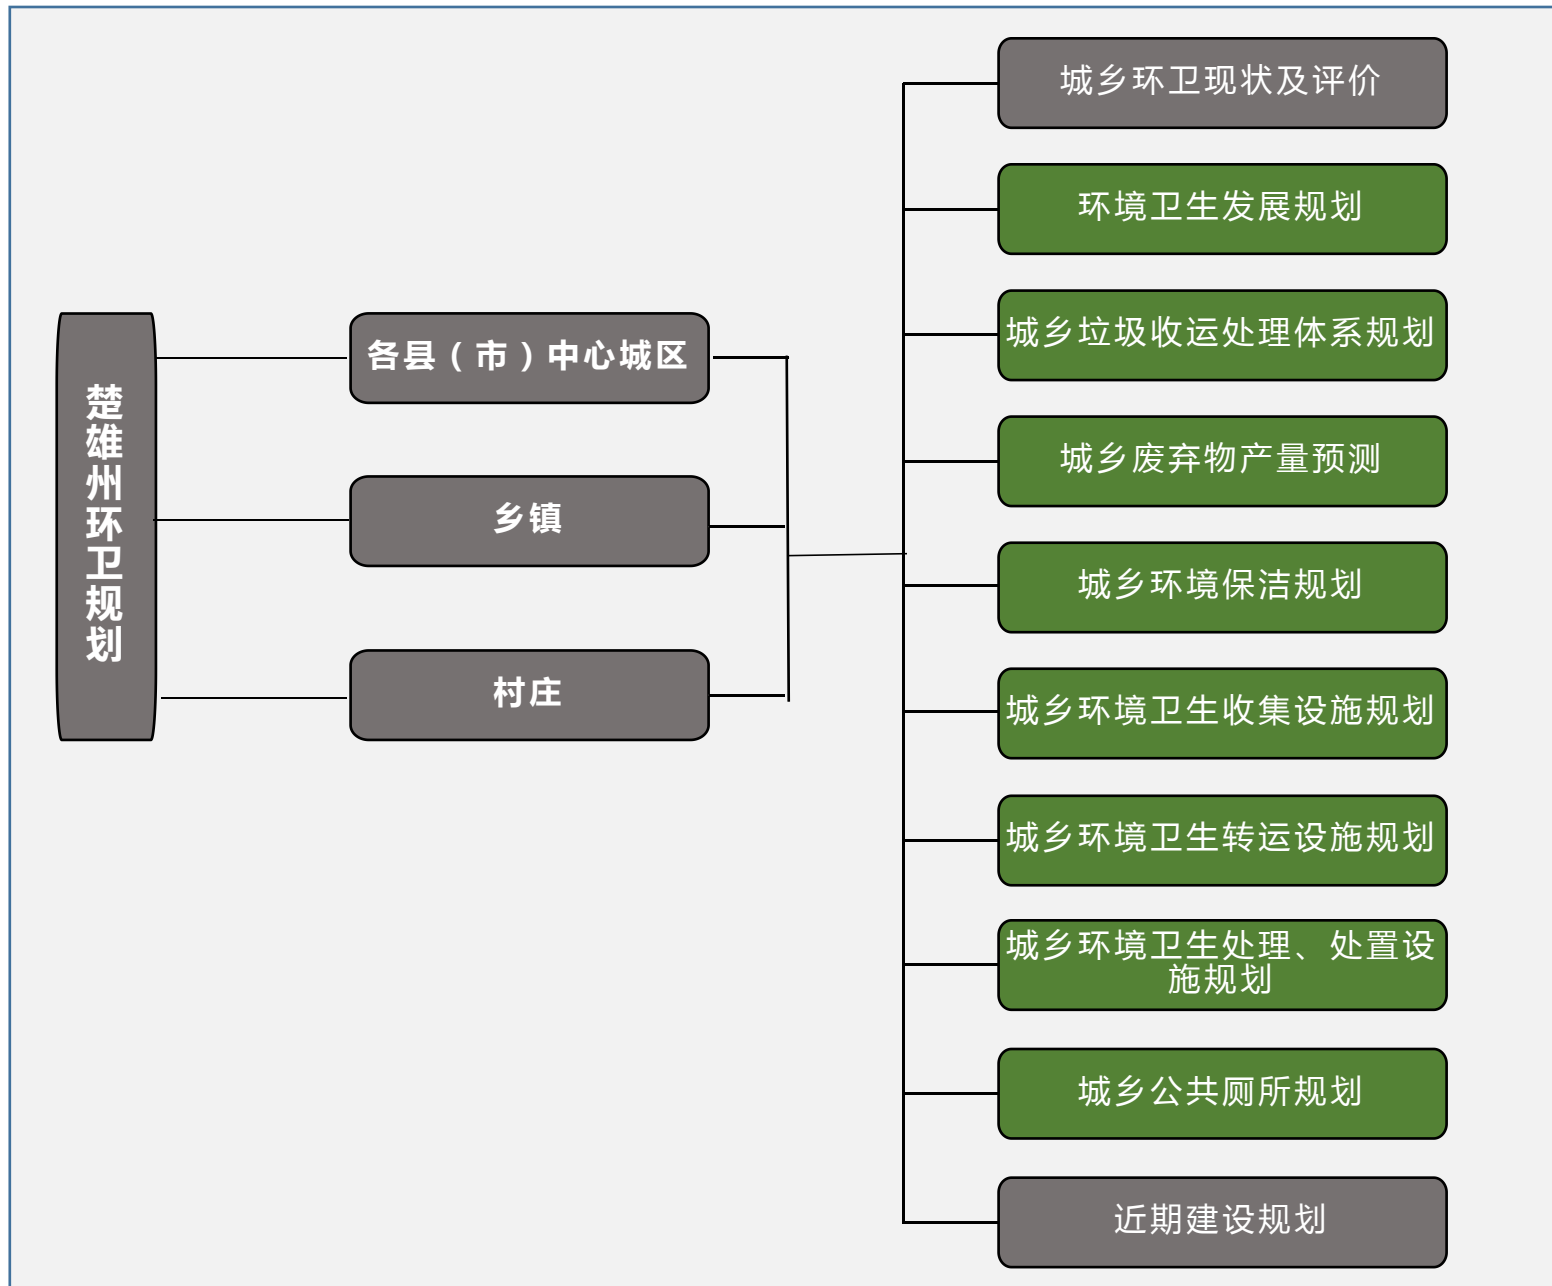 楚雄州环卫规划
各县（市）中心城区
乡镇
村庄
城乡环卫现状及评价
环境卫生发展规划
城乡垃圾收运处理体系规划
城乡废弃物产量预测
城乡环境保洁规划
城乡环境卫生收集设施规划
城乡环境卫生转运设施规划
城乡环境卫生处理、处置设
施规划
城乡公共厕所规划
近期建设规划